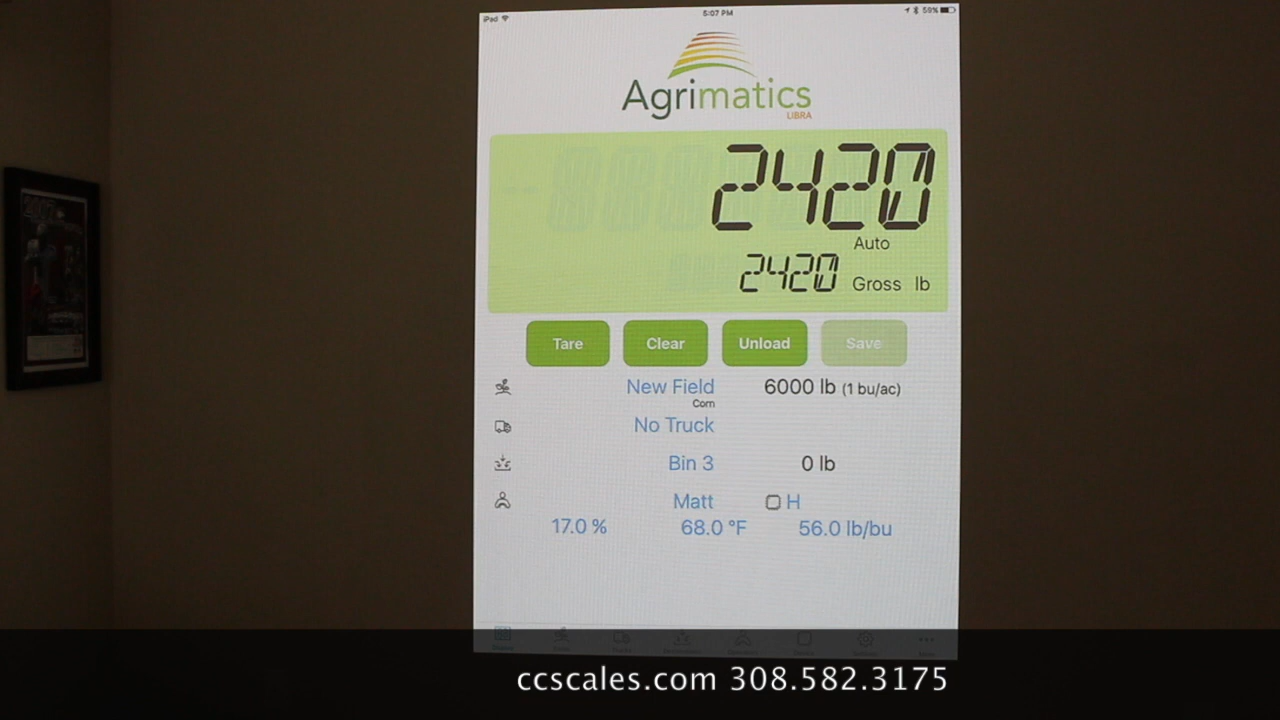 iPad 5:07 PM 59%
Agrimatics
LIBRA
2420
Auto
2420 Gross lb
Tare Clear Unload Save
New Field 6000 lb (1 bu/ac)
Corn
No Truck
Bin 3 0 lb
Matt H
17.0 % 68.0 °F 56.0 lb/bu
ccscales.com 308.582.3175